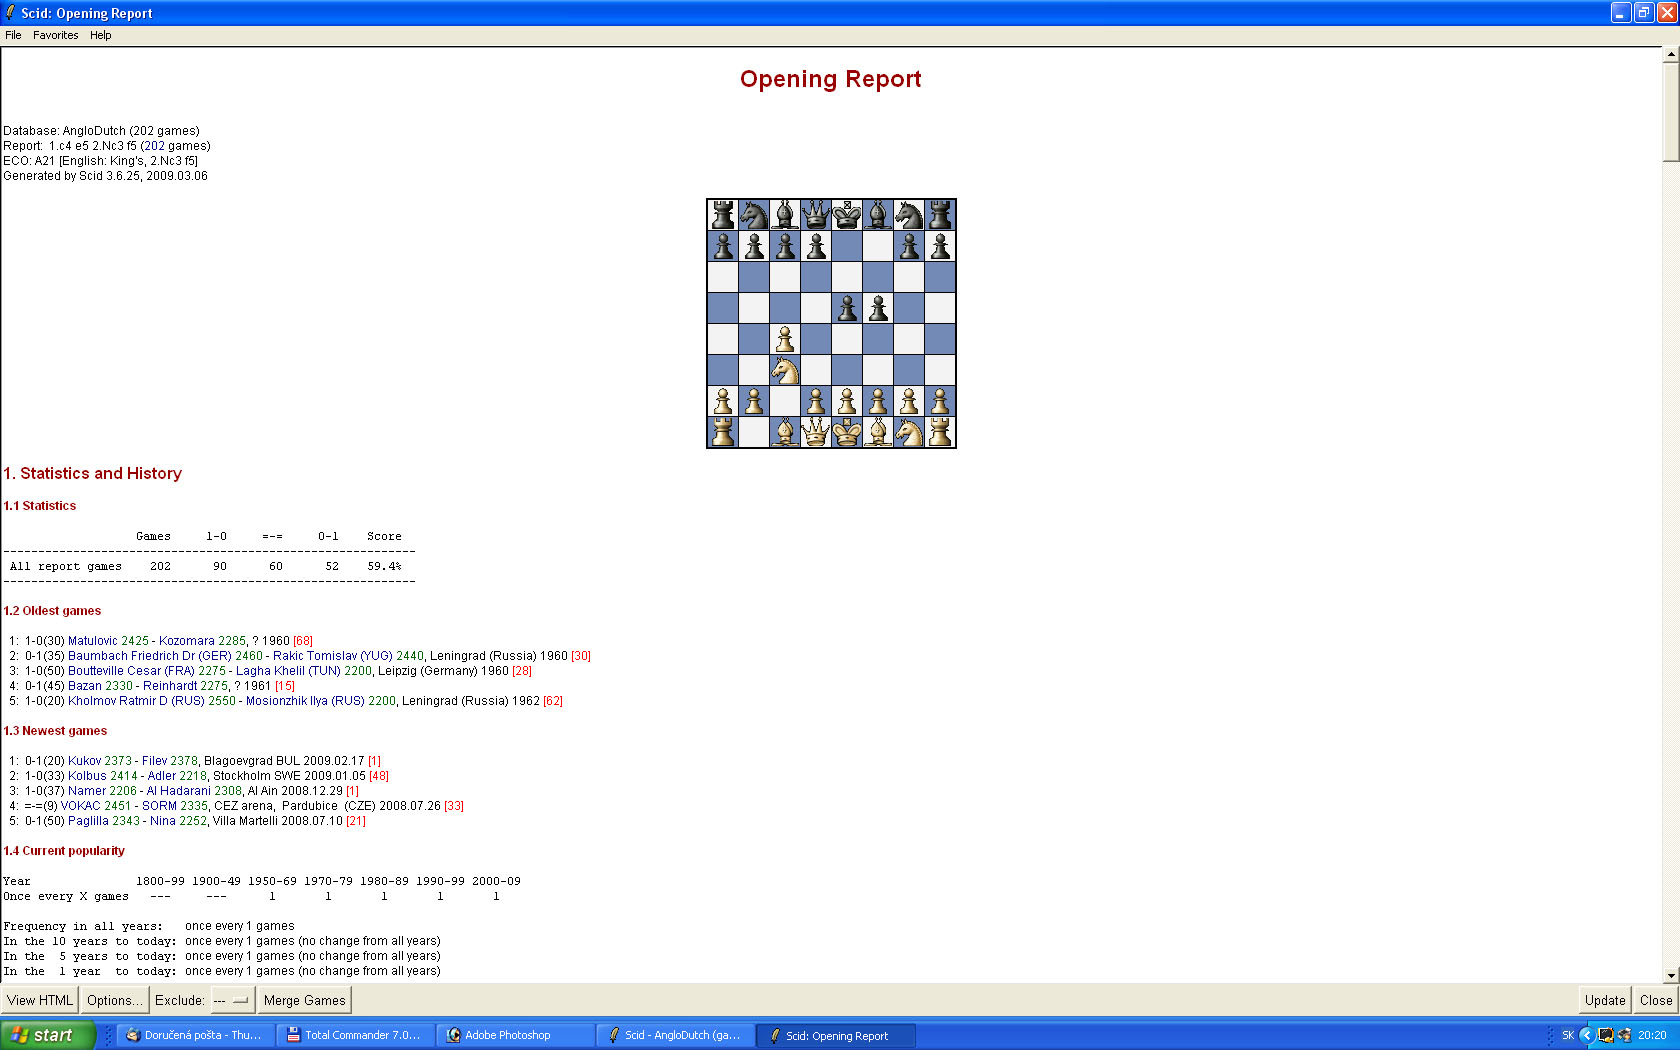 Scid: Opening Report
File Favorites Help
Opening Report
Database: AngloDutch (202 games)
Report: 1.c4 e5 2.Nc3 f5 (202 games)
ECO: A21 [English: King's, 2.Nc3 f5]
Generated by Scid 3.6.25, 2009.03.06
1. Statistics and History
1.1 Statistics
Games 1-0 =-= 0-1 Score
-----------------------------------------------------------
All report games 202 90 60 52 59.4%
-----------------------------------------------------------
1.2 Oldest games
1: 1-0(30) Matulovic 2425 - Kozomara 2285, ? 1960 [68]
2: 0-1(35) Baumbach Friedrich Dr (GER) 2460 - Rakic Tomislav (YUG) 2440, Leningrad (Russia) 1960 [30]
3: 1-0(50) Boutteville Cesar (FRA) 2275 - Lagha Khelil (TUN) 2200, Leipzig (Germany) 1960 [28]
4: 0-1(45) Bazan 2330 - Reinhardt 2275, ? 1961 [15]
5: 1-0(20) Kholmov Ratmir D (RUS) 2550 - Mosionzhik Ilya (RUS) 2200, Leningrad (Russia) 1962 [62]
1.3 Newest games
1: 0-1(20) Kukov 2373 - Filev 2378, Blagoevgrad BUL 2009.02.17 [1]
2: 1-0(33) Kolbus 2414 - Adler 2218, Stockholm SWE 2009.01.05 [48]
3: 1-0(37) Namer 2206 - Al Hadarani 2308, Al Ain 2008.12.29 [1]
4: =-=(9) VOKAC 2451 - SORM 2335, CEZ arena, Pardubice (CZE) 2008.07.26 [33]
5: 0-1(50) Paglilla 2343 - Nina 2252, Villa Martelli 2008.07.10 [21]
1.4 Current popularity
Year 1800-99 1900-49 1950-69 1970-79 1980-89 1990-99 2000-09
Once every X games --- --- 1 1 1 1 1
Frequency in all years: once every 1 games
In the 10 years to today: once every 1 games (no change from all years)
In the 5 years to today: once every 1 games (no change from all years)
In the 1 year to today: once every 1 games (no change from all years)
View HTML Options... Exclude: --- Merge Games Update Close
start Doručená pošta - Thu... Total Commander 7.0... Adobe Photoshop Scid - AngloDutch (ga... Scid: Opening Report SK 20:20